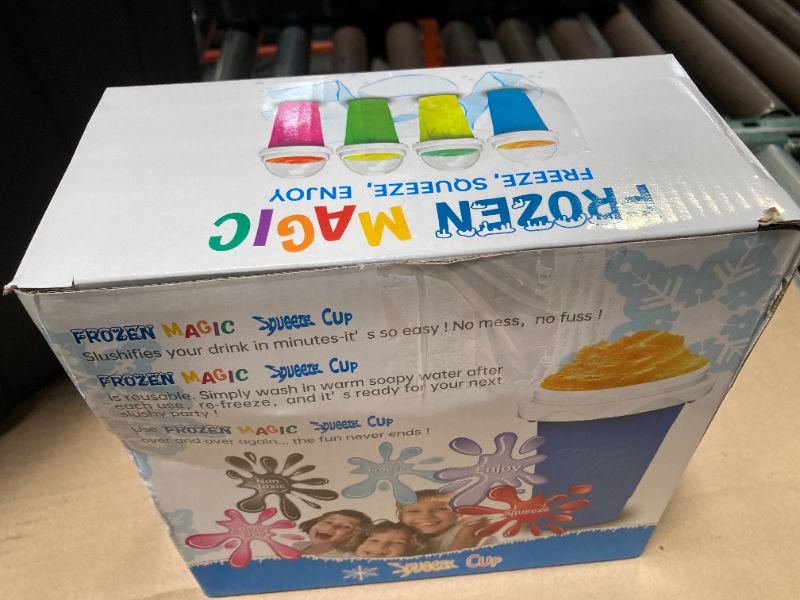 FROZEN MAGIC
FREEZE, SQUEEZE, ENJOY
FROZEN MAGIC Squeeze Cup
Slushifies your drink in minutes-it's so easy! No mess, no fuss!
FROZEN MAGIC Squeeze Cup
is reusable. Simply wash in warm soapy water after
each use, re-freeze, and it's ready for your next
slushy party!
Use FROZEN MAGIC Squeeze Cup
over and over again... the fun never ends!
Non-
toxic
Freeze
Enjoy
Squeeze
Squeeze Cup